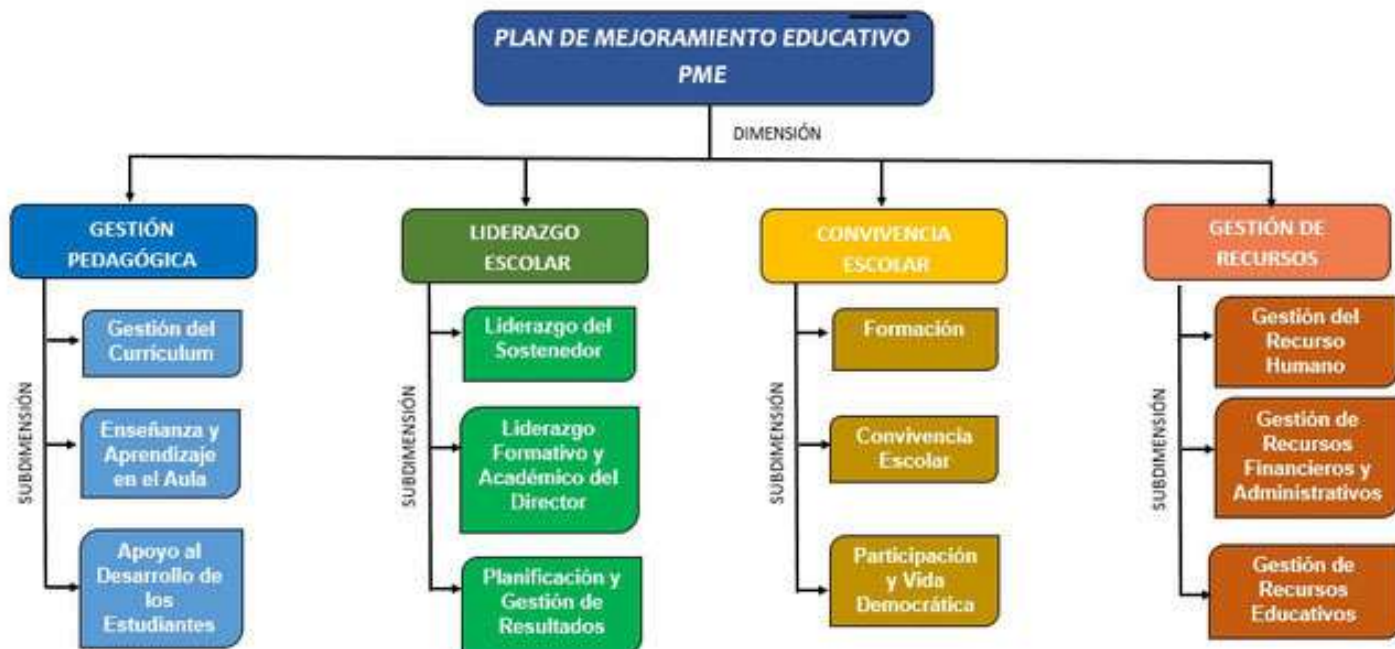 PLAN DE MEJORAMIENTO EDUCATIVO
PME
DIMENSIÓN
GESTIÓN
PEDAGÓGICA
SUBDIMENSIÓN
Gestión del
Curriculum
Enseñanza y
Aprendizaje
en el Aula
Apoyo al
Desarrollo de
los
Estudiantes
LIDERAZGO
ESCOLAR
SUBDIMENSIÓN
Liderazgo del
Sostenedor
Liderazgo
Formativo y
Académico del
Director
Planificación y
Gestión de
Resultados
CONVIVENCIA
ESCOLAR
SUBDIMENSIÓN
Formación
Convivencia
Escolar
Participación
y Vida
Democrática
GESTIÓN DE
RECURSOS
SUBDIMENSIÓN
Gestión del
Recurso
Humano
Gestión de
Recursos
Financieros y
Administrativos
Gestión de
Recursos
Educativos